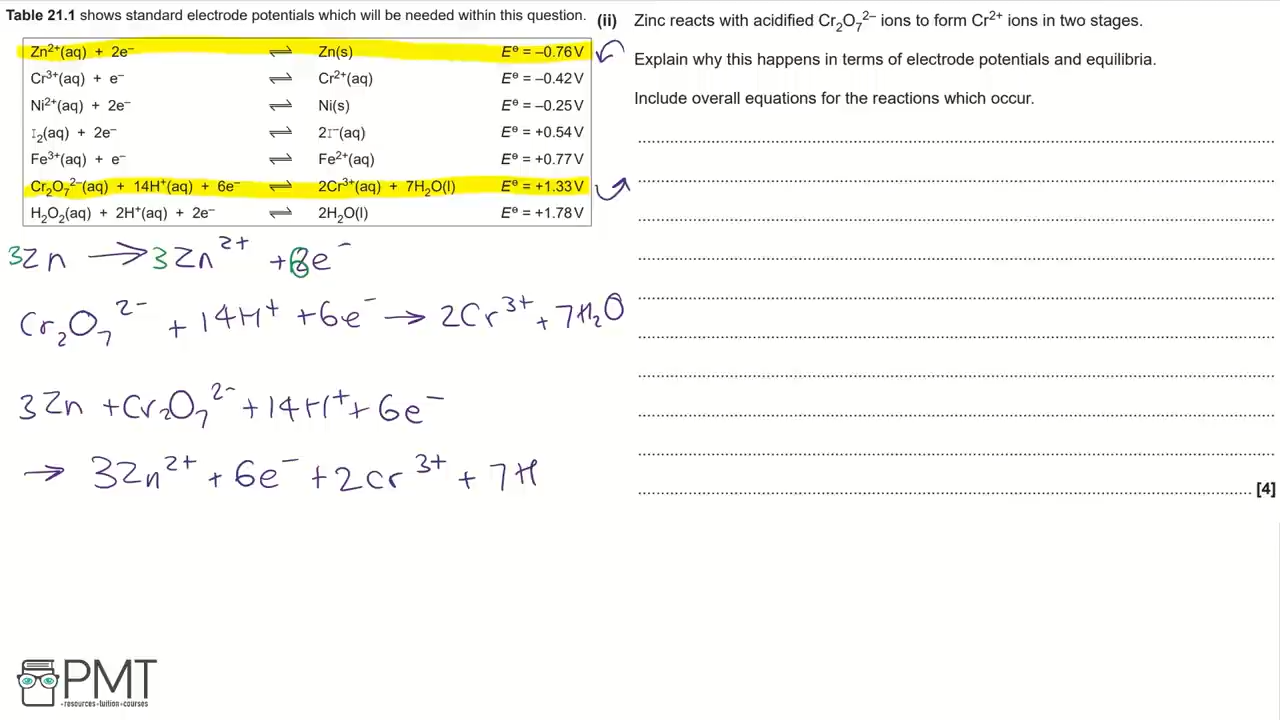 Table 21.1 shows standard electrode potentials which will be needed within this question.
Zn²⁺(aq) + 2e⁻ ⇌ Zn(s) E⦵ = –0.76 V
Cr³⁺(aq) + e⁻ ⇌ Cr²⁺(aq) E⦵ = –0.42 V
Ni²⁺(aq) + 2e⁻ ⇌ Ni(s) E⦵ = –0.25 V
I₂(aq) + 2e⁻ ⇌ 2I⁻(aq) E⦵ = +0.54 V
Fe³⁺(aq) + e⁻ ⇌ Fe²⁺(aq) E⦵ = +0.77 V
Cr₂O₇²⁻(aq) + 14H⁺(aq) + 6e⁻ ⇌ 2Cr³⁺(aq) + 7H₂O(l) E⦵ = +1.33 V
H₂O₂(aq) + 2H⁺(aq) + 2e⁻ ⇌ 2H₂O(l) E⦵ = +1.78 V
3Zn → 3Zn²⁺ + 6e⁻
Cr₂O₇²⁻ + 14H⁺ + 6e⁻ → 2Cr³⁺ + 7H₂O
3Zn + Cr₂O₇²⁻ + 14H⁺ + 6e⁻
→ 3Zn²⁺ + 6e⁻ + 2Cr³⁺ + 7H
(ii) Zinc reacts with acidified Cr₂O₇²⁻ ions to form Cr²⁺ ions in two stages.
Explain why this happens in terms of electrode potentials and equilibria.
Include overall equations for the reactions which occur.
[4]
PMT
resources•tuition•courses